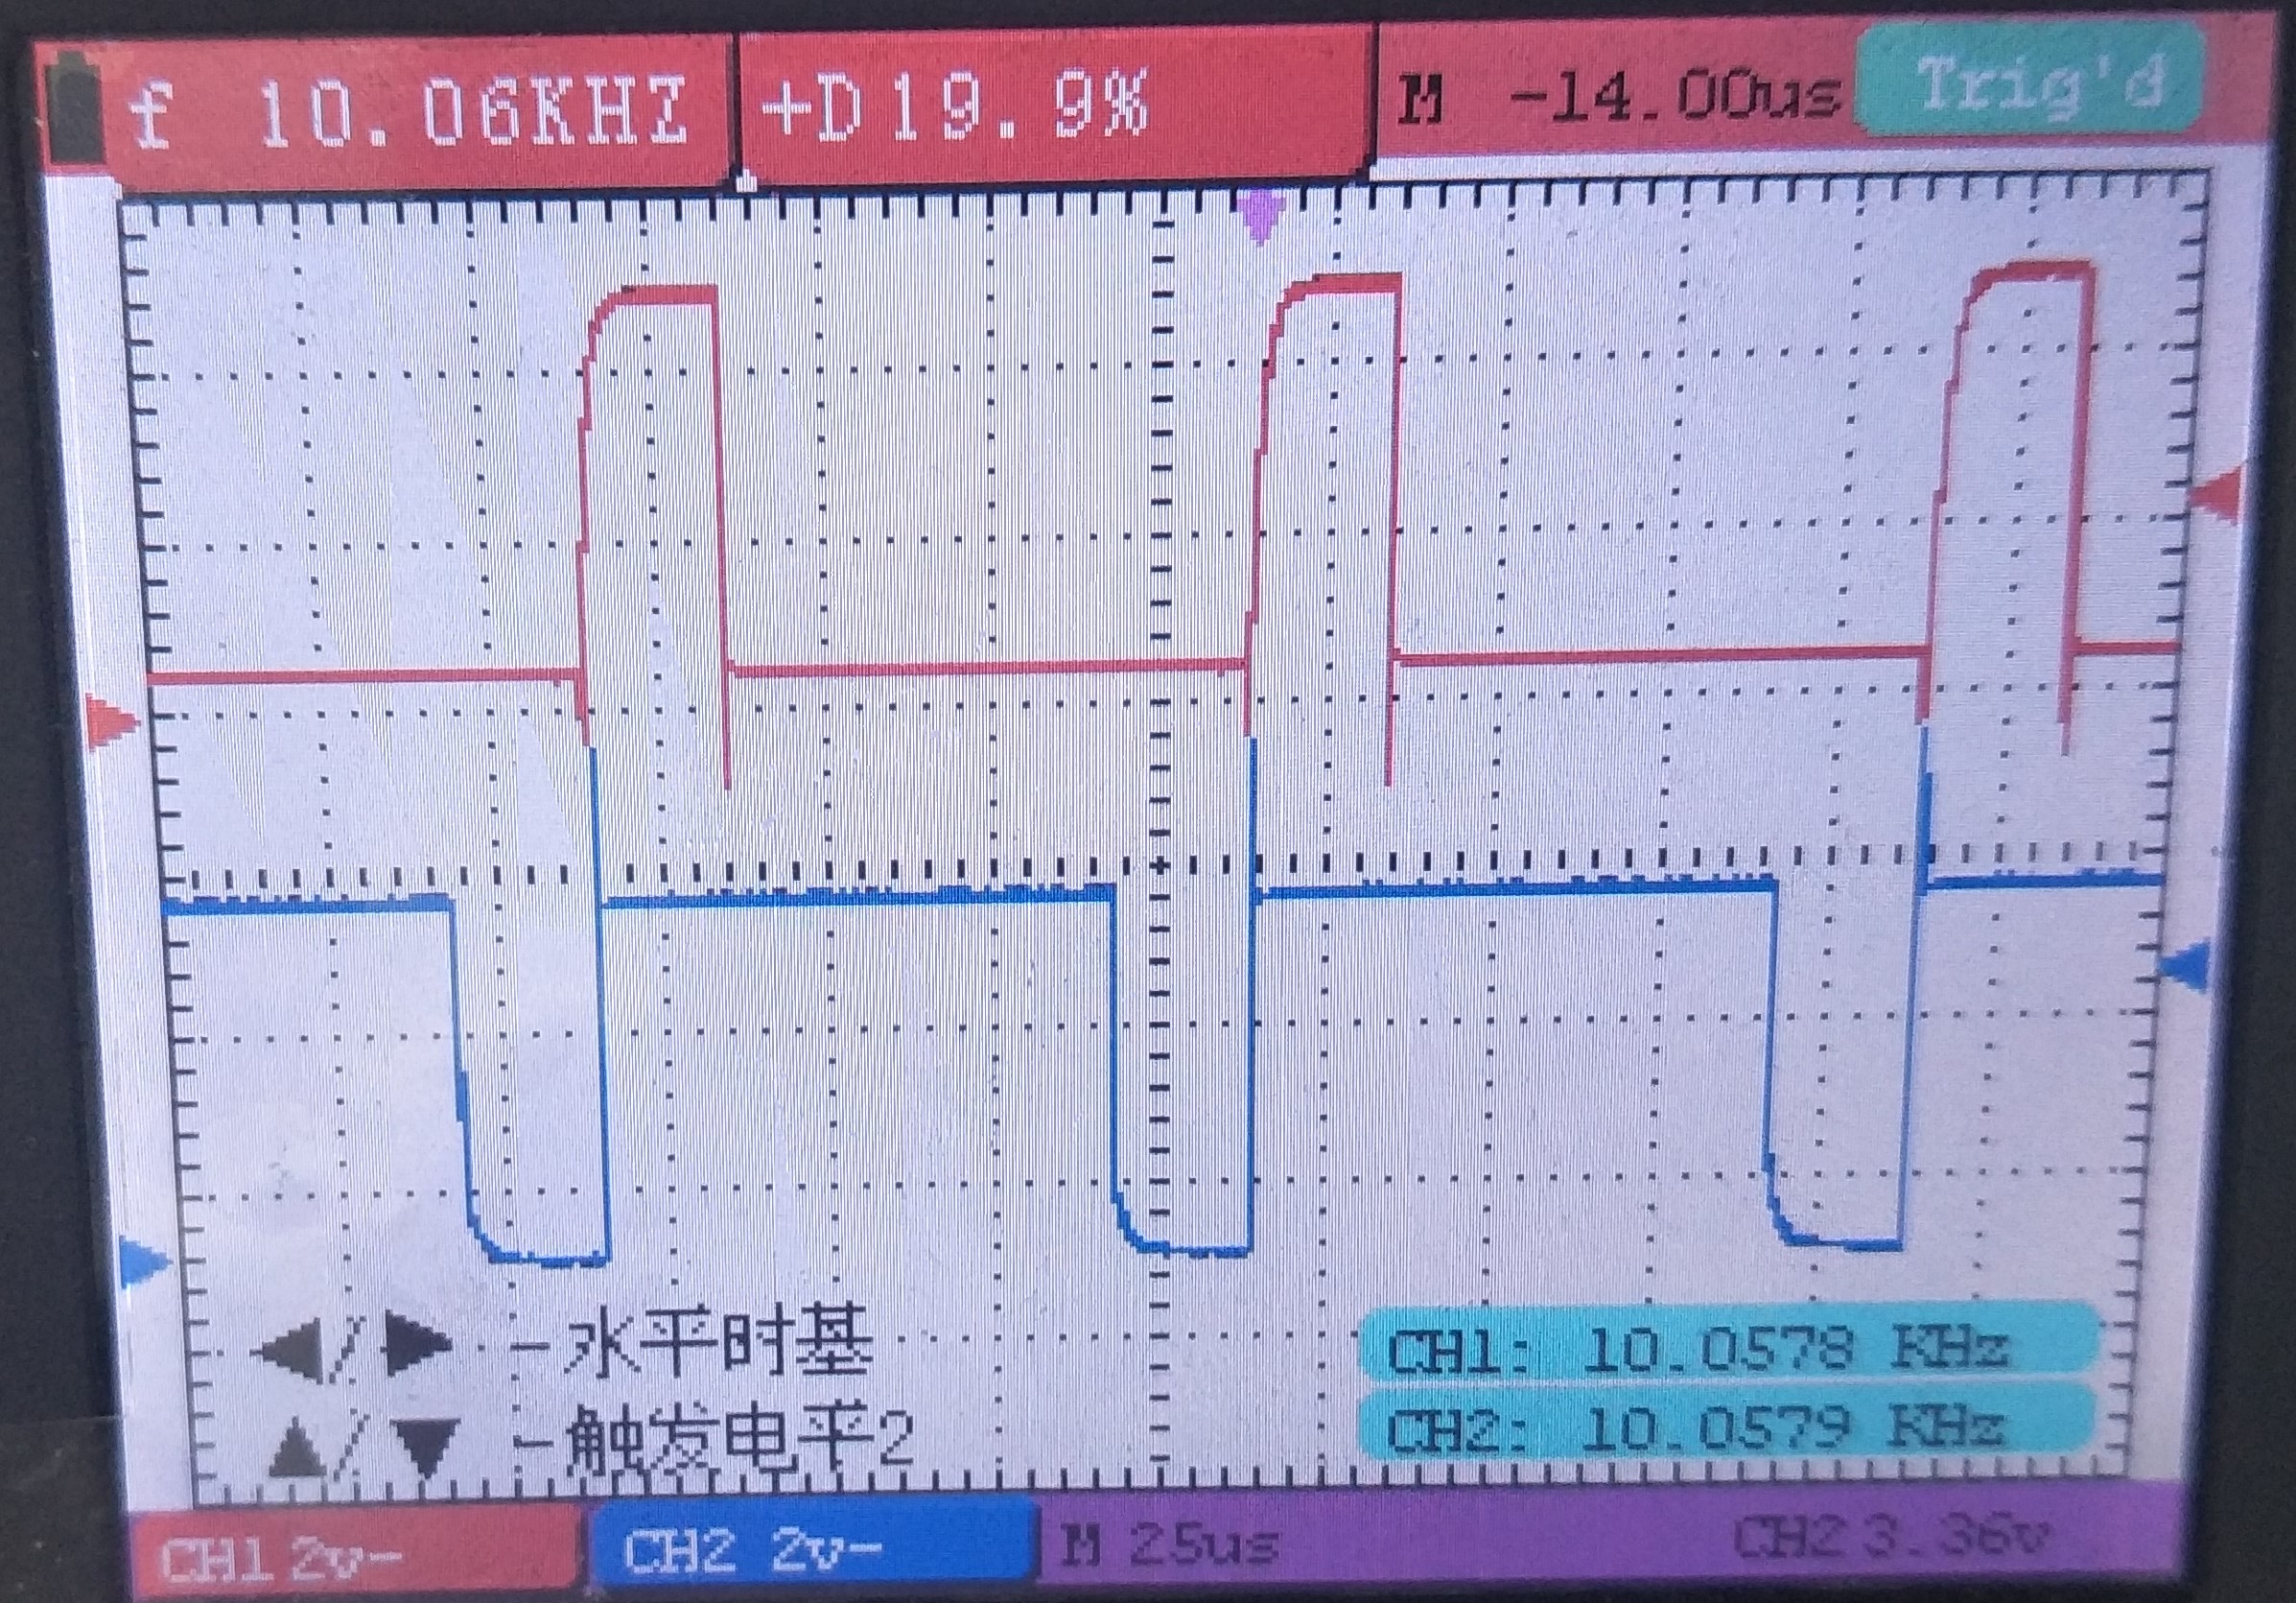 f 10.06KHZ +D19.9% M -14.00us Trig'd
◀/▶ -水平时基
CH1: 10.0578 KHz
▲/▼ -触发电平2
CH2: 10.0579 KHz
CH1 2v- CH2 2v- M 25us CH2 3.36v